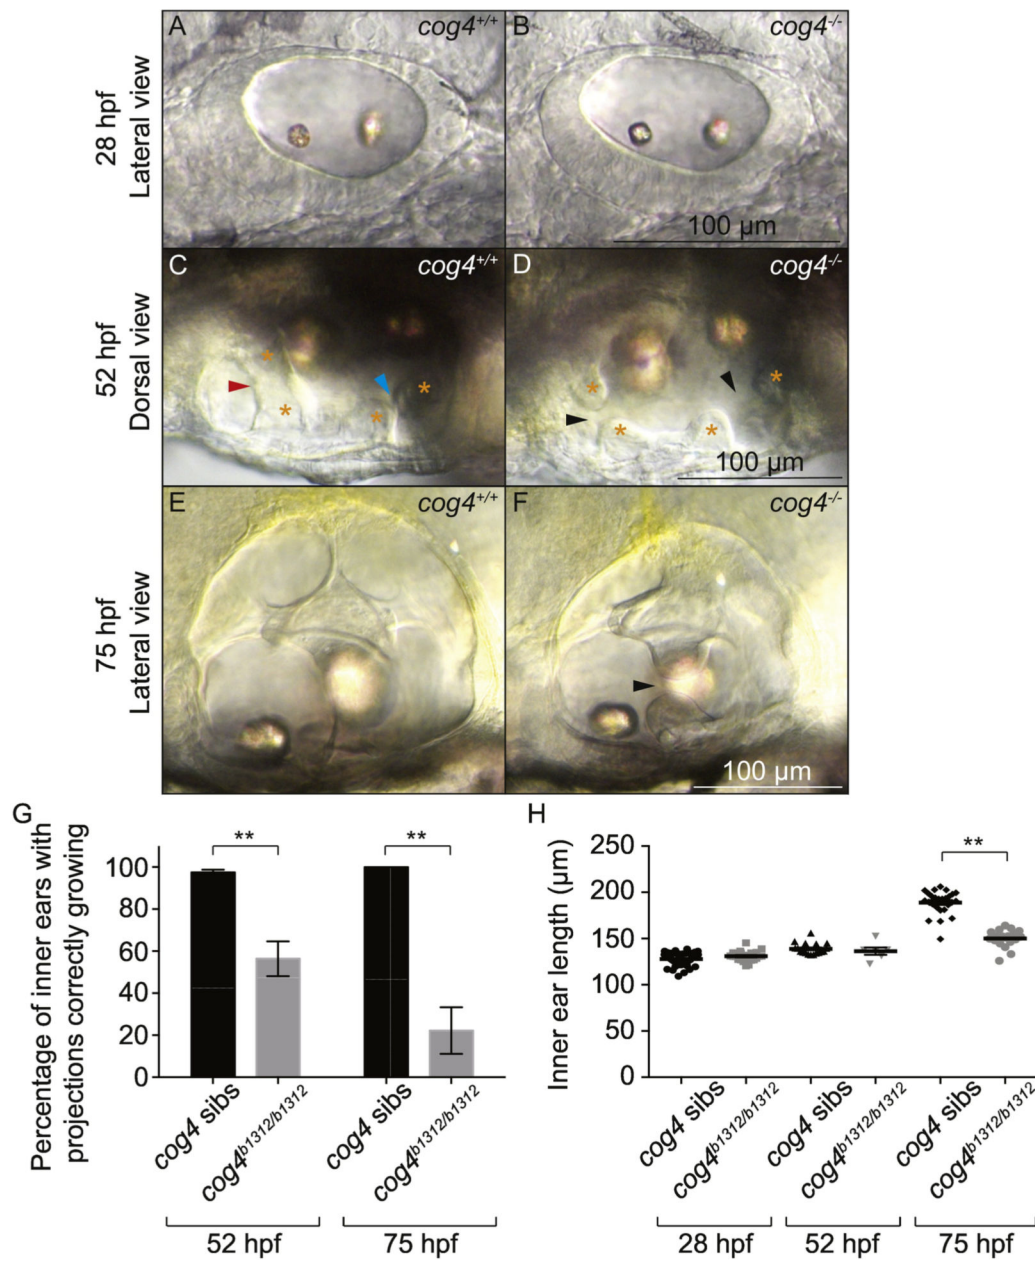 A
cog4+/+
B
cog4-/-
28 hpf
Lateral view
100 µm
C
cog4+/+
D
cog4-/-
52 hpf
Dorsal view
*
*
*
*
*
*
*
*
100 µm
E
cog4+/+
F
cog4-/-
75 hpf
Lateral view
100 µm
G
Percentage of inner ears with
projections correctly growing
100
80
60
40
20
0
**
**
cog4 sibs
cog4b1312/b1312
cog4 sibs
cog4b1312/b1312
52 hpf
75 hpf
H
Inner ear length (µm)
250
200
150
100
50
0
**
cog4 sibs
cog4b1312/b1312
cog4 sibs
cog4b1312/b1312
cog4 sibs
cog4b1312/b1312
28 hpf
52 hpf
75 hpf